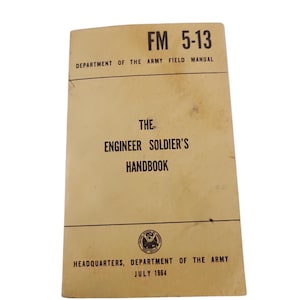 FM 5-13
DEPARTMENT OF THE ARMY FIELD MANUAL
THE
ENGINEER SOLDIER'S
HANDBOOK
HEADQUARTERS, DEPARTMENT OF THE ARMY
JULY 1964